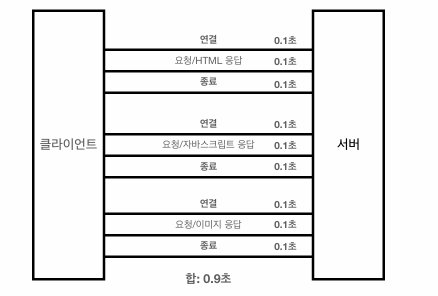 연결 0.1초
요청/HTML 응답 0.1초
종료 0.1초
클라이언트
연결 0.1초
요청/자바스크립트 응답 0.1초
종료 0.1초
서버
연결 0.1초
요청/이미지 응답 0.1초
종료 0.1초
합: 0.9초